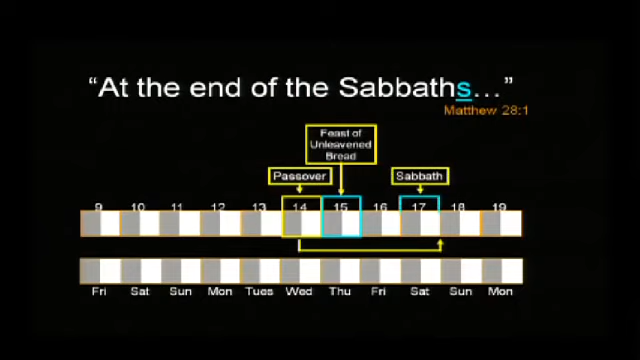 “At the end of the Sabbaths…”
Matthew 28:1
Feast of
Unleavened
Bread
Passover
Sabbath
9 10 11 12 13 14 15 16 17 18 19
Fri Sat Sun Mon Tues Wed Thu Fri Sat Sun Mon